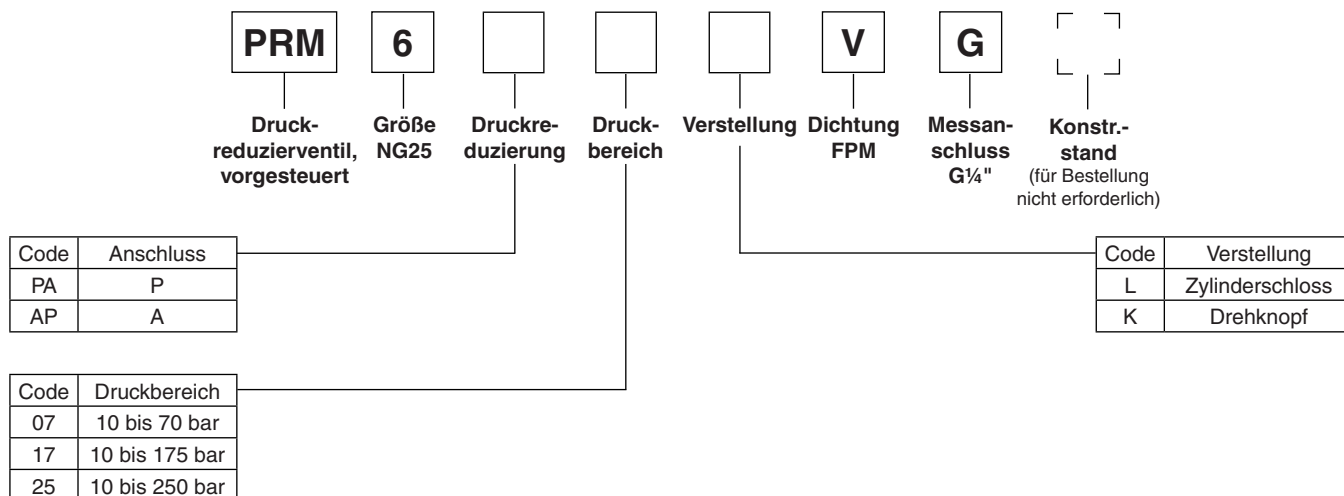 PRM 6 V G
Druck-
reduzierventil,
vorgesteuert
Größe
NG25
Druckre-
duzierung
Druck-
bereich
Verstellung
Dichtung
FPM
Messan-
schluss
G¼"
Konstr.-
stand
(für Bestellung
nicht erforderlich)
Code Anschluss
PA P
AP A
Code Verstellung
L Zylinderschloss
K Drehknopf
Code Druckbereich
07 10 bis 70 bar
17 10 bis 175 bar
25 10 bis 250 bar